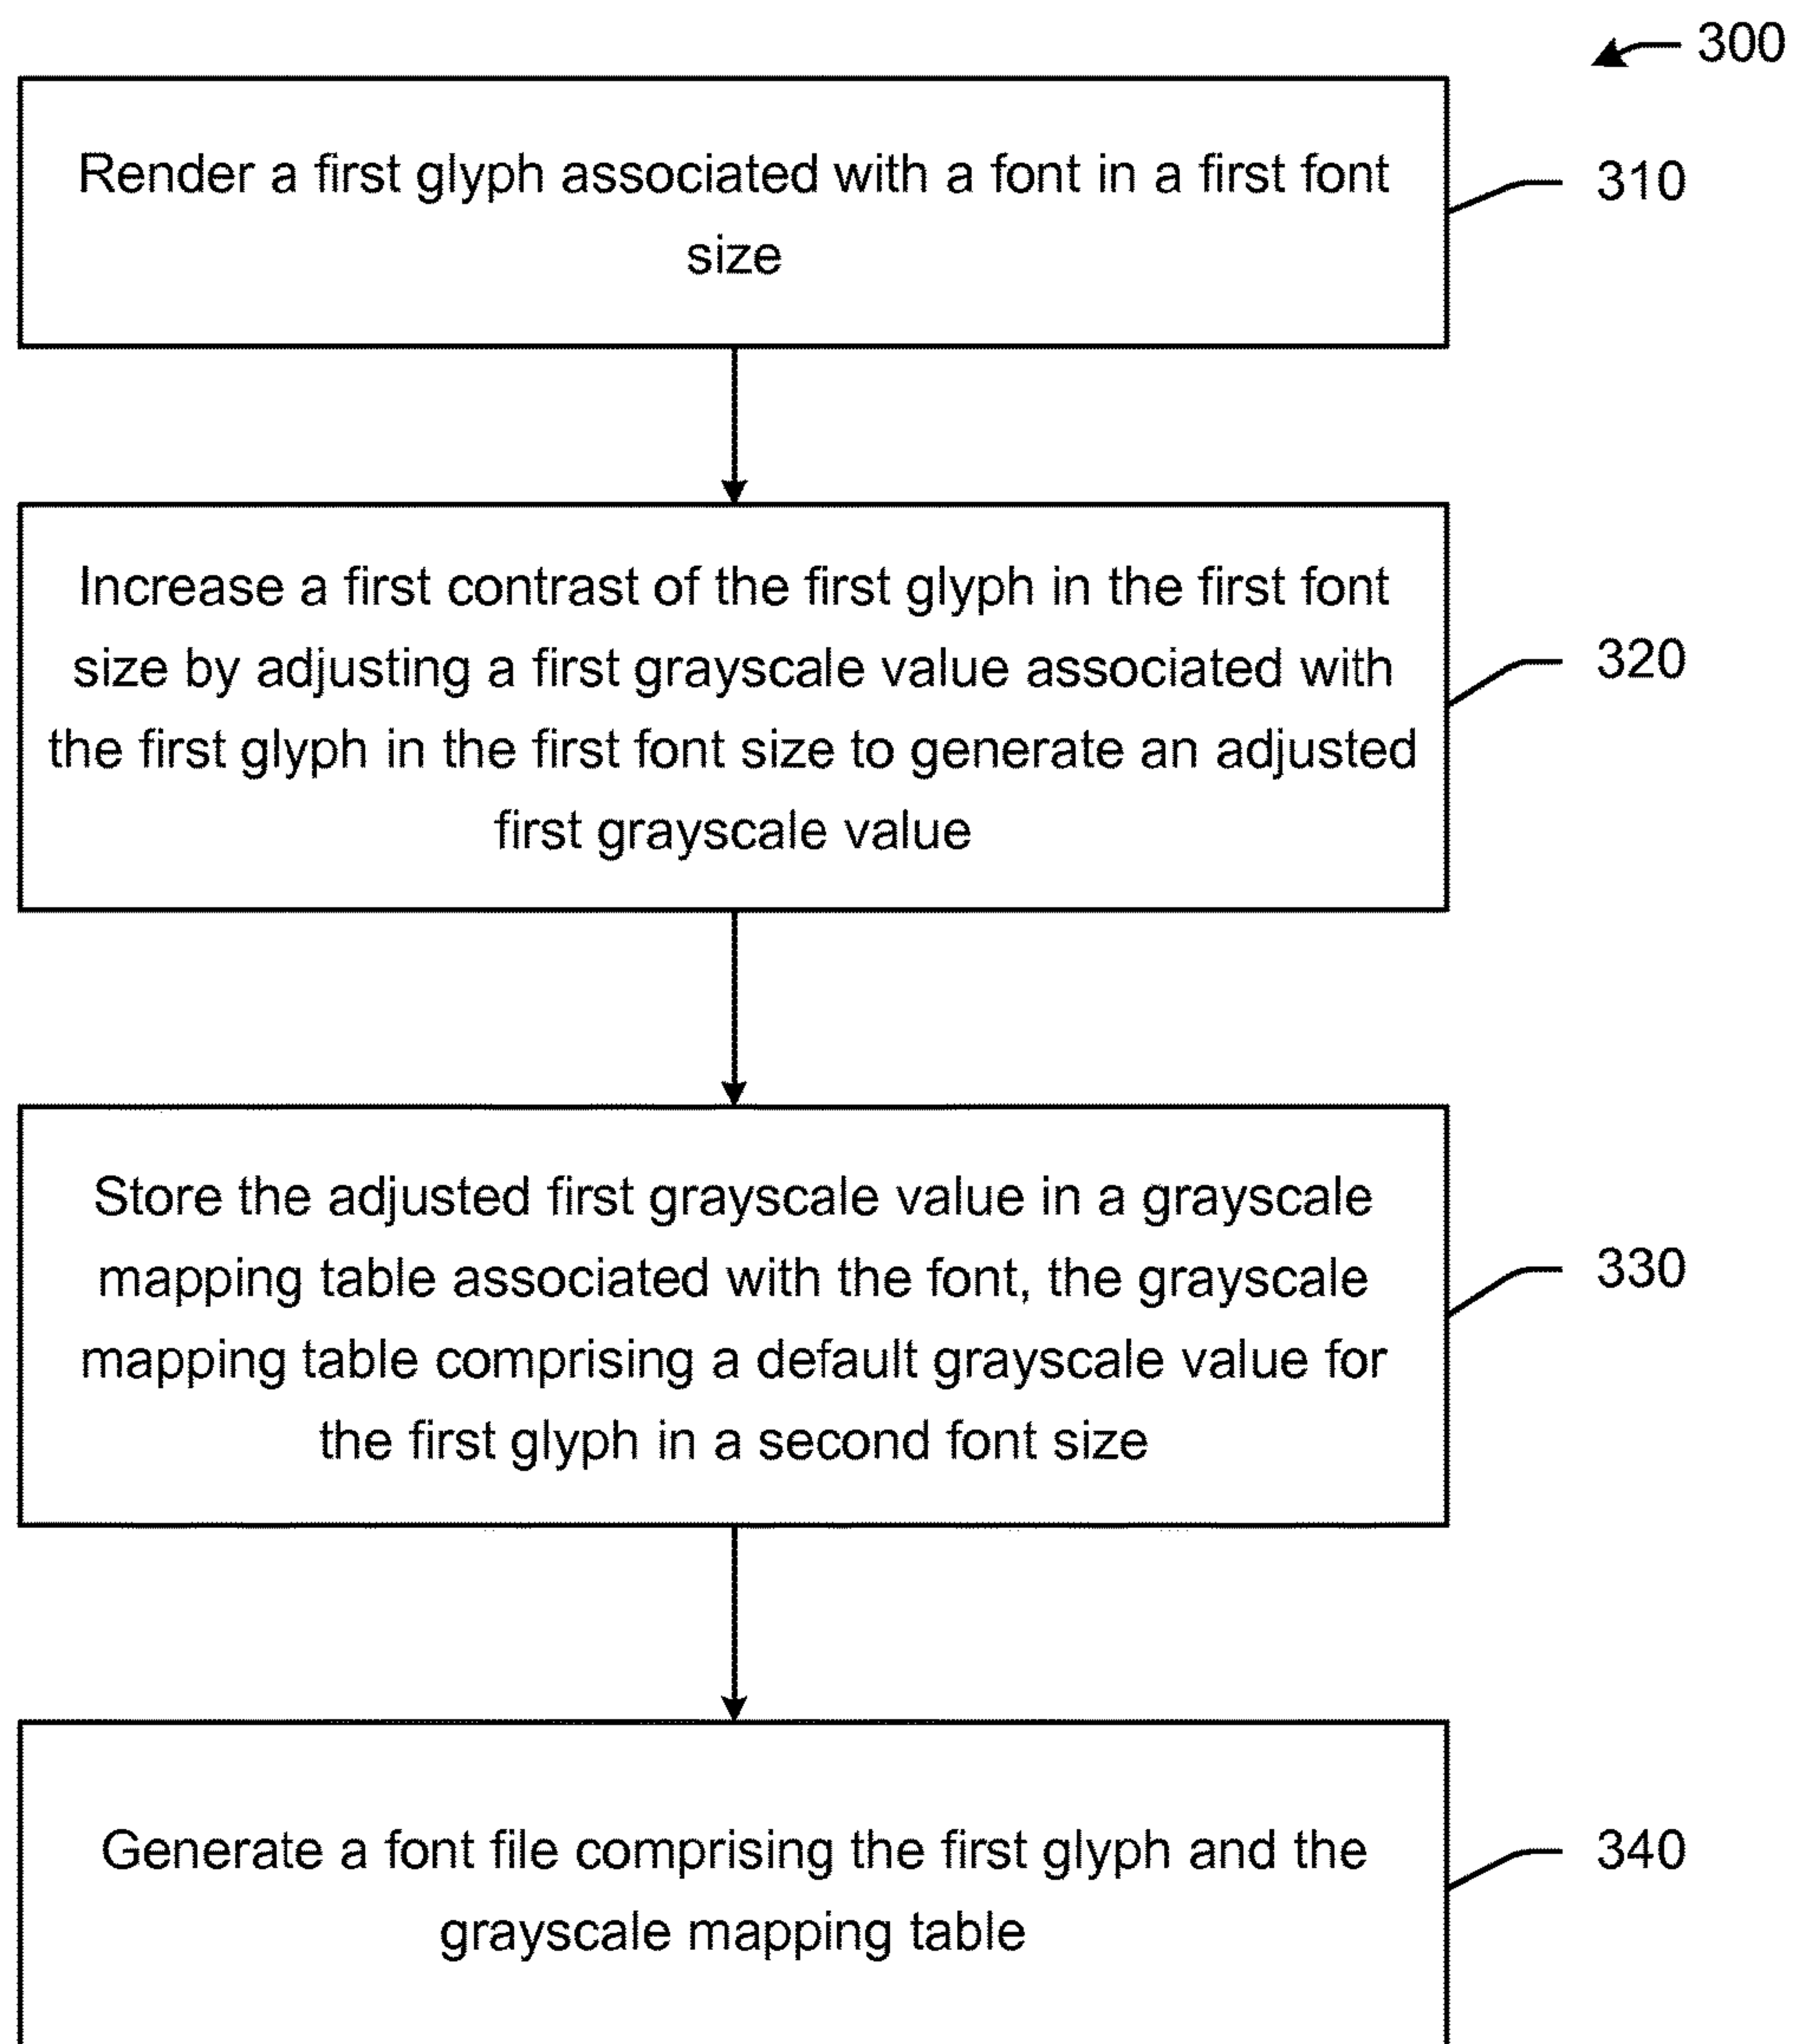 300
Render a first glyph associated with a font in a first font
size
310
Increase a first contrast of the first glyph in the first font
size by adjusting a first grayscale value associated with
the first glyph in the first font size to generate an adjusted
first grayscale value
320
Store the adjusted first grayscale value in a grayscale
mapping table associated with the font, the grayscale
mapping table comprising a default grayscale value for
the first glyph in a second font size
330
Generate a font file comprising the first glyph and the
grayscale mapping table
340